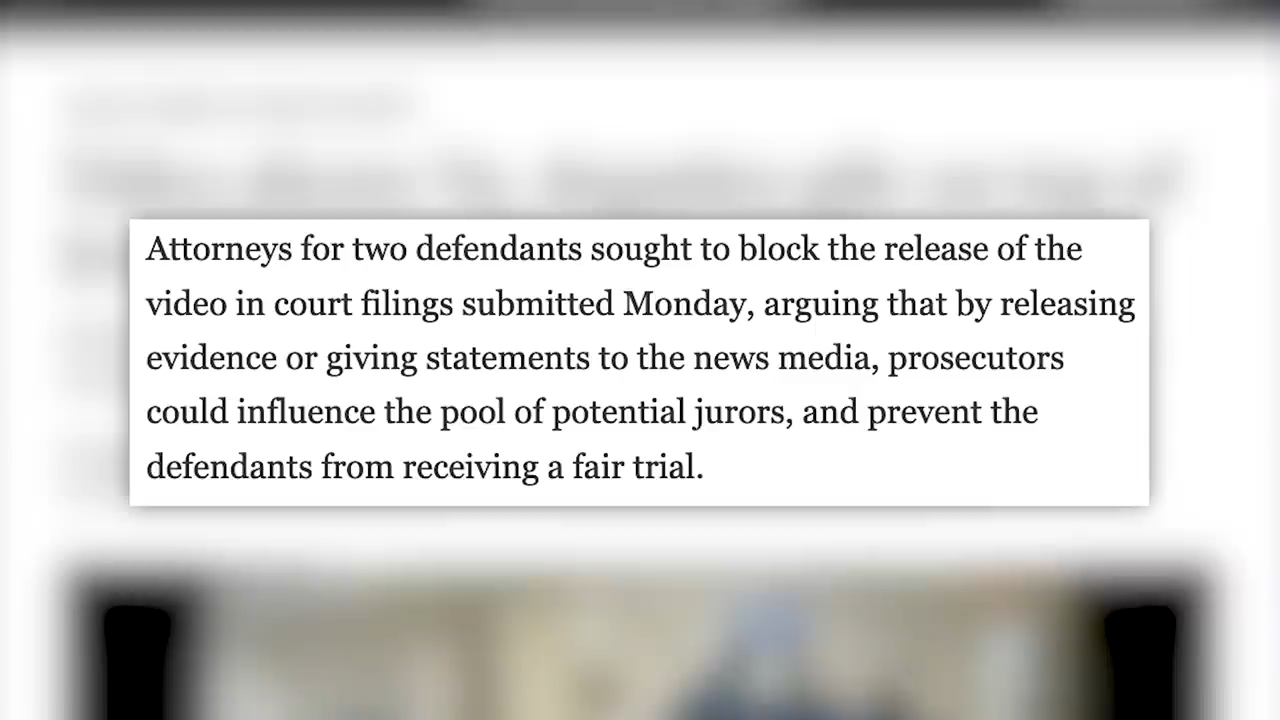 Attorneys for two defendants sought to block the release of the
video in court filings submitted Monday, arguing that by releasing
evidence or giving statements to the news media, prosecutors
could influence the pool of potential jurors, and prevent the
defendants from receiving a fair trial.